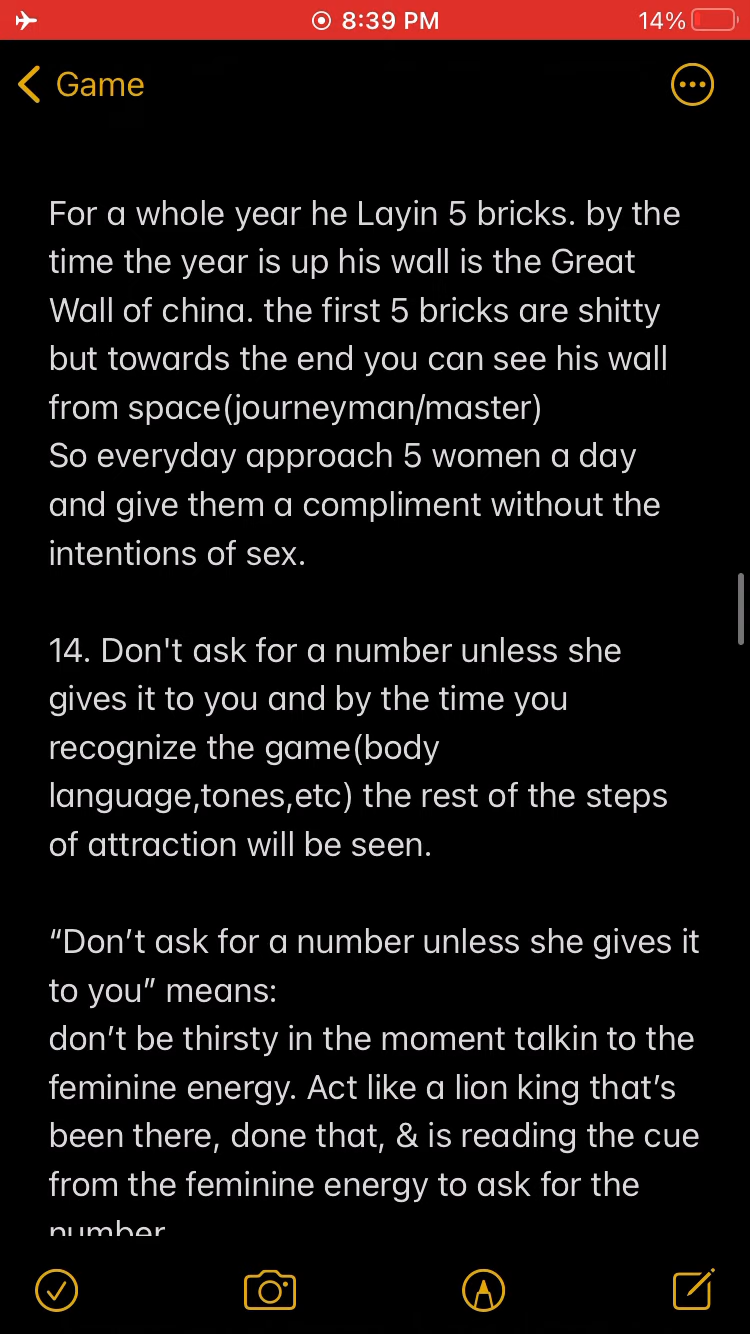 8:39 PM
14%
Game
For a whole year he Layin 5 bricks. by the
time the year is up his wall is the Great
Wall of china. the first 5 bricks are shitty
but towards the end you can see his wall
from space(journeyman/master)
So everyday approach 5 women a day
and give them a compliment without the
intentions of sex.
14. Don't ask for a number unless she
gives it to you and by the time you
recognize the game(body
language,tones,etc) the rest of the steps
of attraction will be seen.
“Don’t ask for a number unless she gives it
to you” means:
don’t be thirsty in the moment talkin to the
feminine energy. Act like a lion king that’s
been there, done that, & is reading the cue
from the feminine energy to ask for the
number